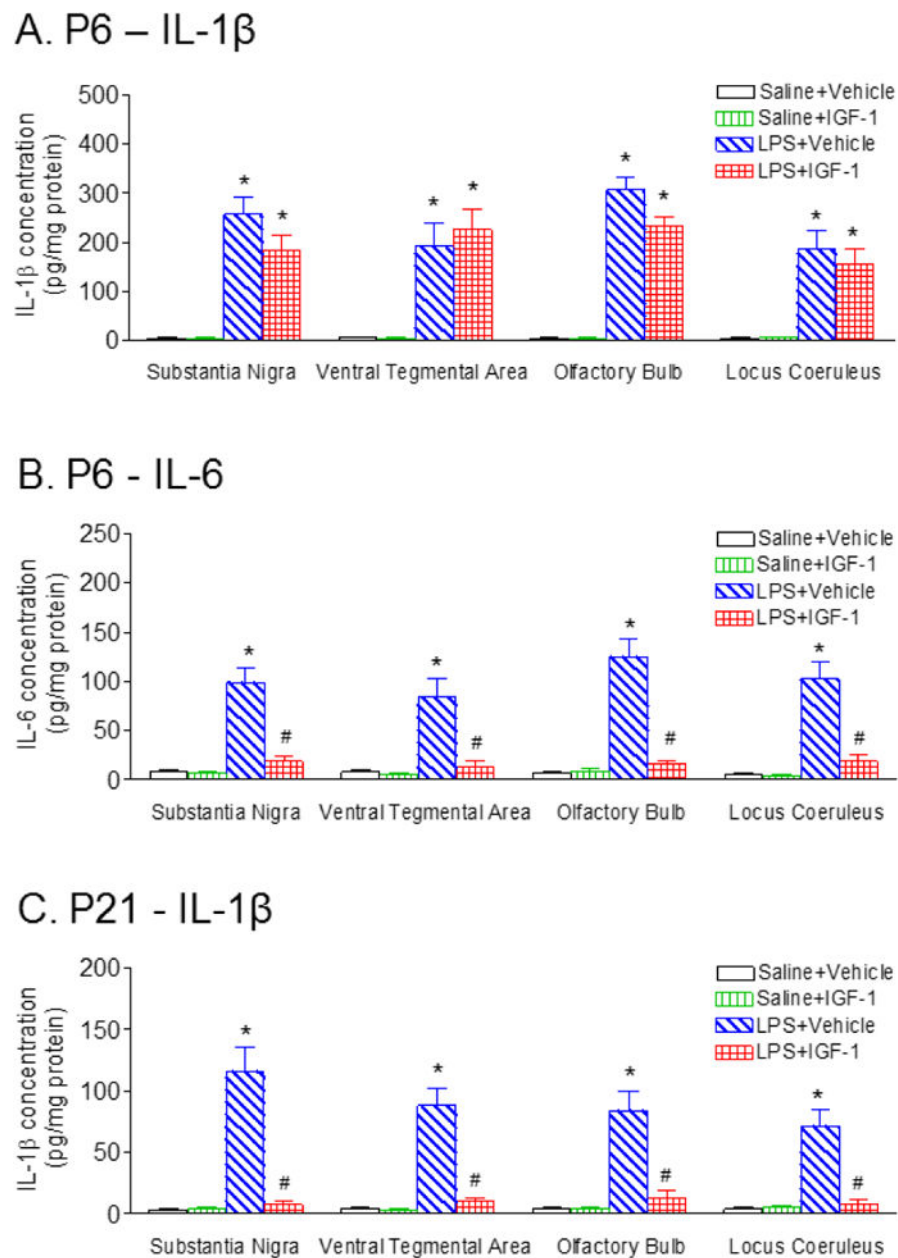 A. P6 – IL-1β
IL-1β concentration
(pg/mg protein)
500
400
300
200
100
0
Saline+Vehicle
Saline+IGF-1
LPS+Vehicle
LPS+IGF-1
* * * * * * * *
Substantia Nigra Ventral Tegmental Area Olfactory Bulb Locus Coeruleus
B. P6 - IL-6
IL-6 concentration
(pg/mg protein)
250
200
150
100
50
0
Saline+Vehicle
Saline+IGF-1
LPS+Vehicle
LPS+IGF-1
* # * # * # * #
Substantia Nigra Ventral Tegmental Area Olfactory Bulb Locus Coeruleus
C. P21 - IL-1β
IL-1β concentration
(pg/mg protein)
200
150
100
50
0
Saline+Vehicle
Saline+IGF-1
LPS+Vehicle
LPS+IGF-1
* # * # * # * #
Substantia Nigra Ventral Tegmental Area Olfactory Bulb Locus Coeruleus